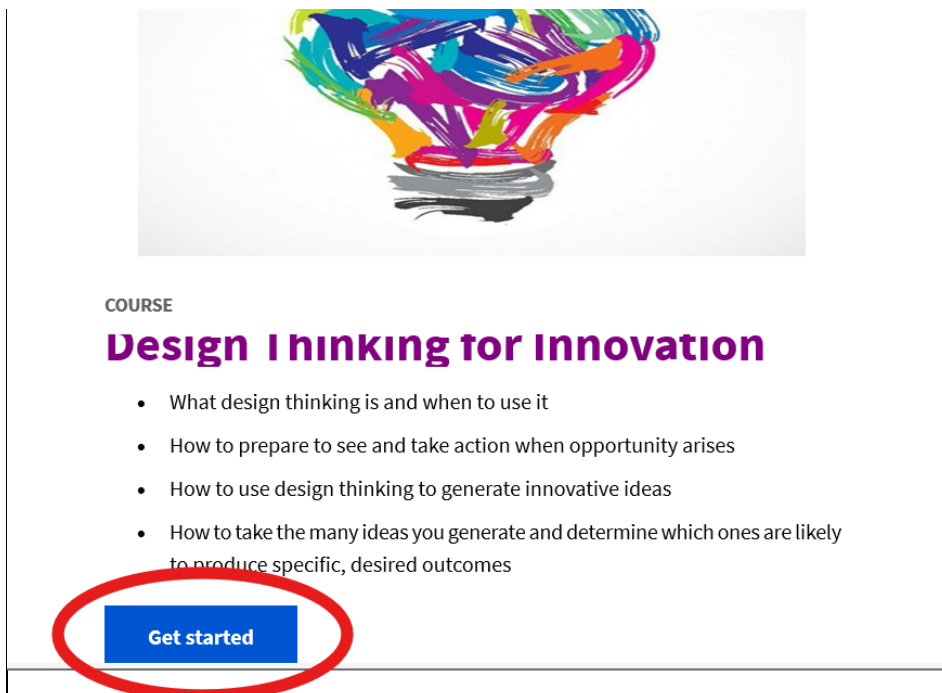 COURSE
Design Thinking for Innovation
• What design thinking is and when to use it
• How to prepare to see and take action when opportunity arises
• How to use design thinking to generate innovative ideas
• How to take the many ideas you generate and determine which ones are likely
to produce specific, desired outcomes
Get started